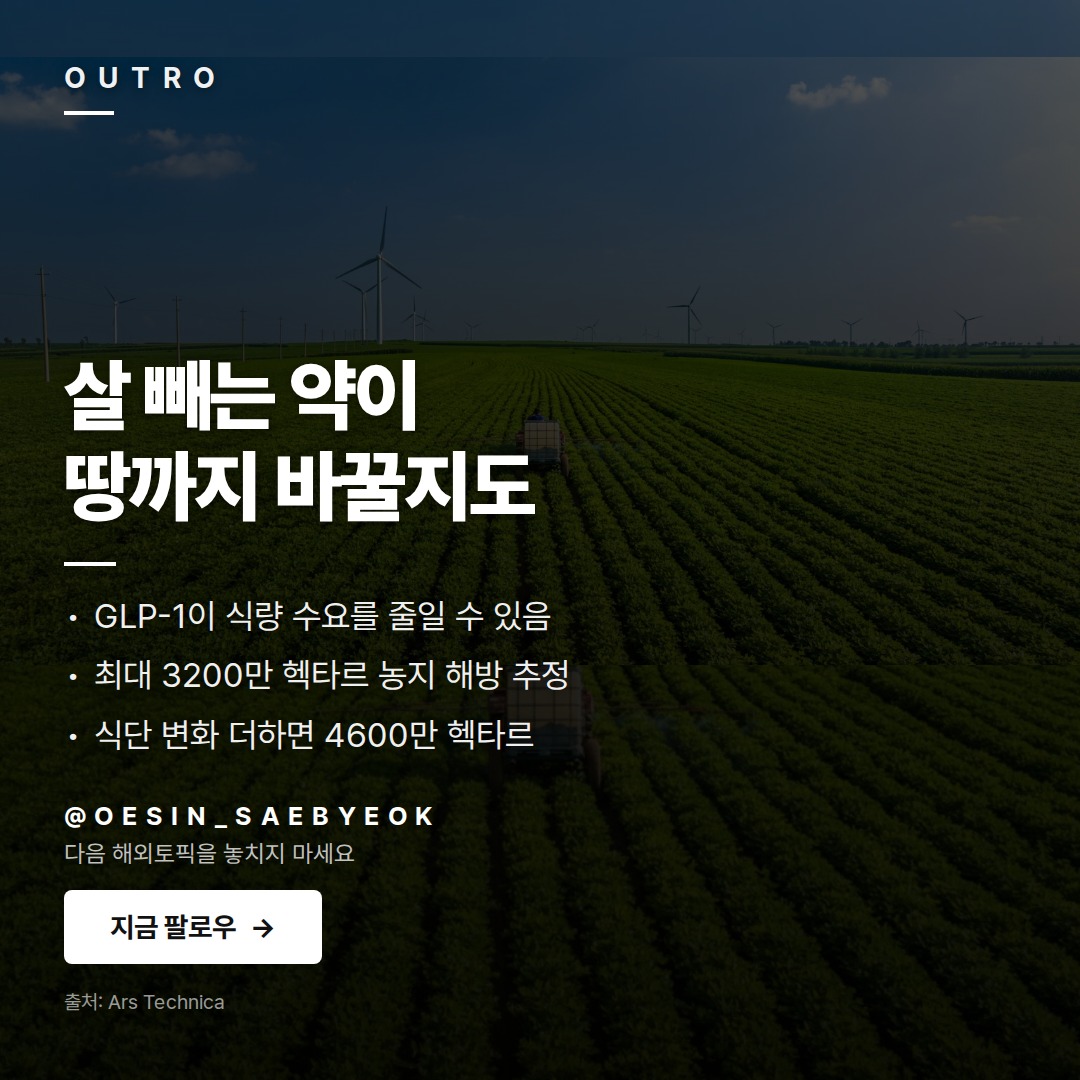 OUTRO
살 빼는 약이
땅까지 바꿀지도
• GLP-1이 식량 수요를 줄일 수 있음
• 최대 3200만 헥타르 농지 해방 추정
• 식단 변화 더하면 4600만 헥타르
@OESIN_SAEBYEOK
다음 해외토픽을 놓치지 마세요
지금 팔로우 →
출처: Ars Technica